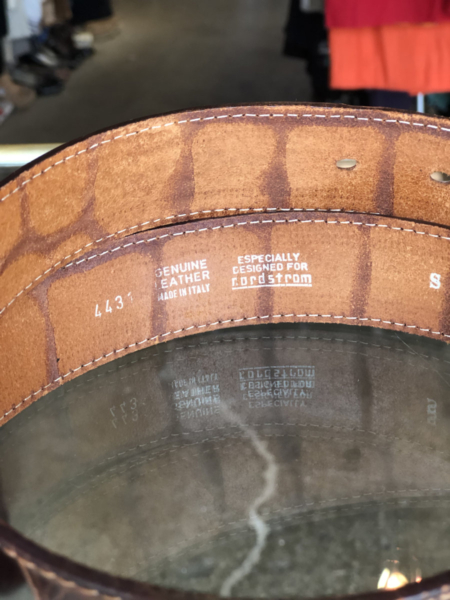 4431
GENUINE
LEATHER
MADE IN ITALY
ESPECIALLY
DESIGNED FOR
nordstrom
S